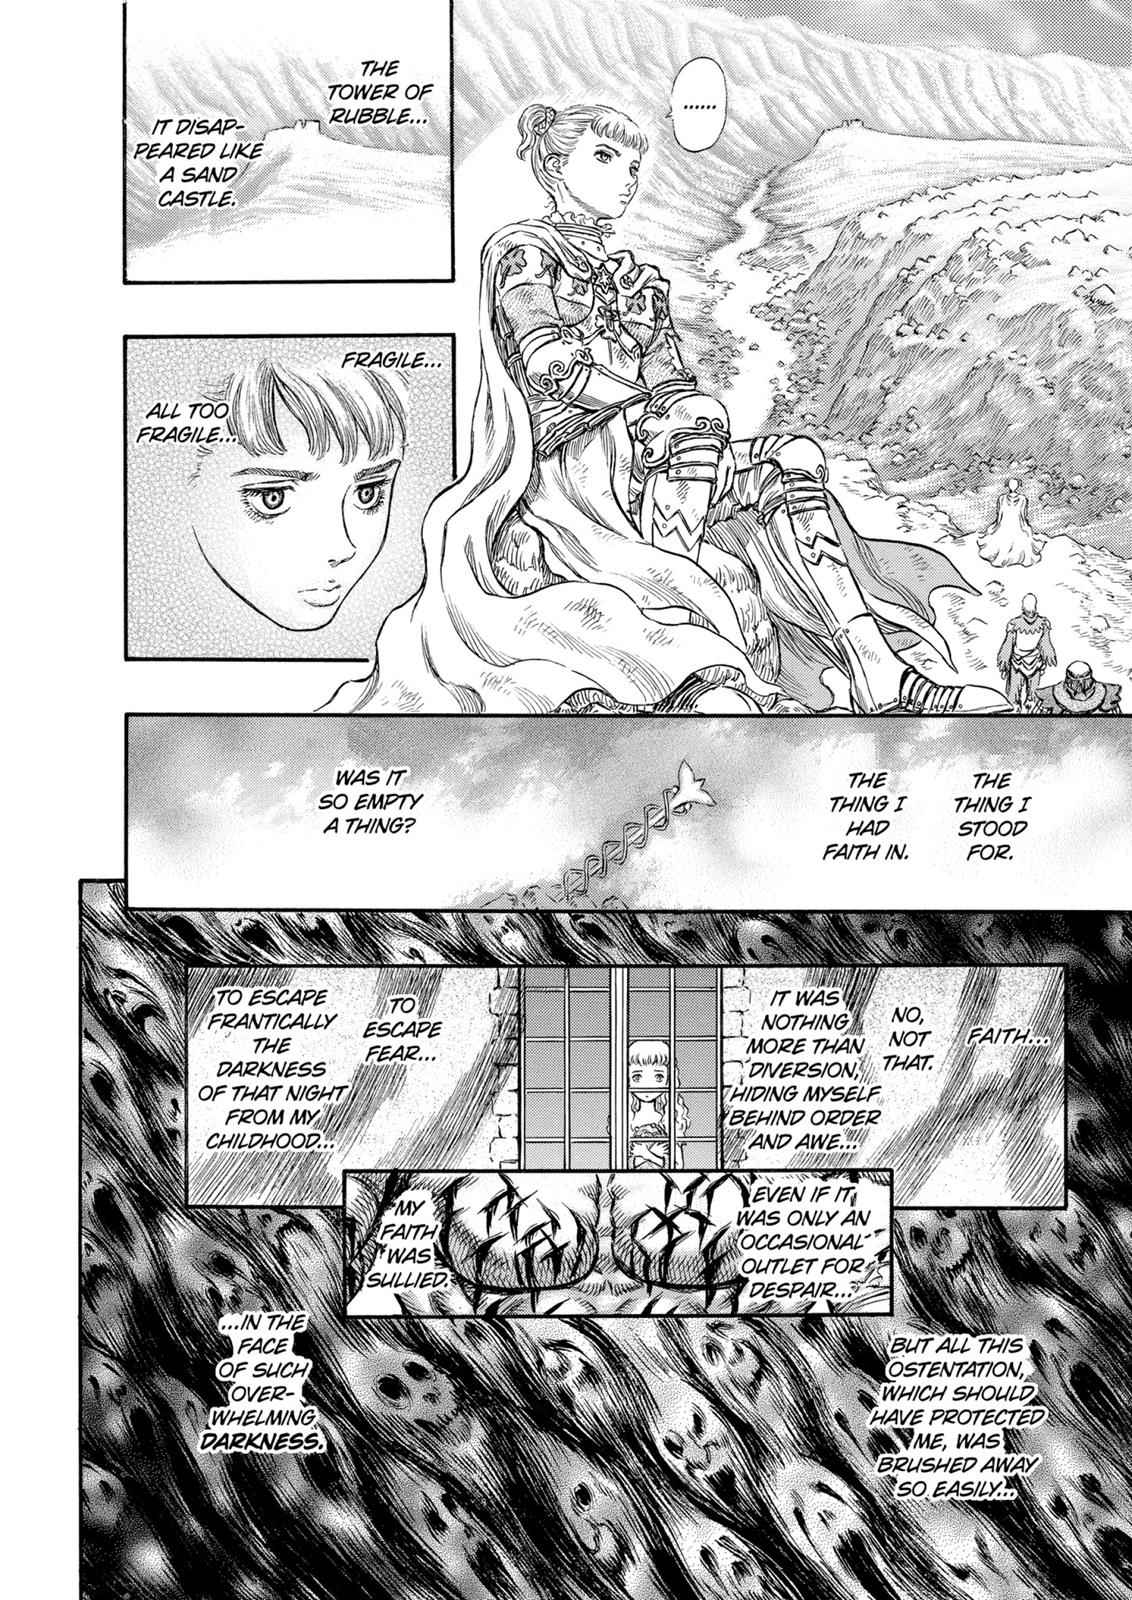 ......
THE
TOWER OF
RUBBLE...
IT DISAP-
PEARED LIKE
A SAND
CASTLE.
FRAGILE...
ALL TOO
FRAGILE...
THE
THING I
STOOD
FOR.
THE
THING I
HAD
FAITH IN.
WAS IT
SO EMPTY
A THING?
FAITH...
NO,
NOT
THAT.
IT WAS
NOTHING
MORE THAN
DIVERSION,
HIDING MYSELF
BEHIND ORDER
AND AWE...
TO
ESCAPE
FEAR...
TO ESCAPE
FRANTICALLY
THE
DARKNESS
OF THAT NIGHT
FROM MY
CHILDHOOD...
EVEN IF IT
WAS ONLY AN
OCCASIONAL
OUTLET FOR
DESPAIR...
MY
FAITH
WAS
SULLIED.
BUT ALL THIS
OSTENTATION,
WHICH SHOULD
HAVE PROTECTED
ME, WAS
BRUSHED AWAY
SO EASILY...
...IN THE
FACE
OF SUCH
OVER-
WHELMING
DARKNESS.